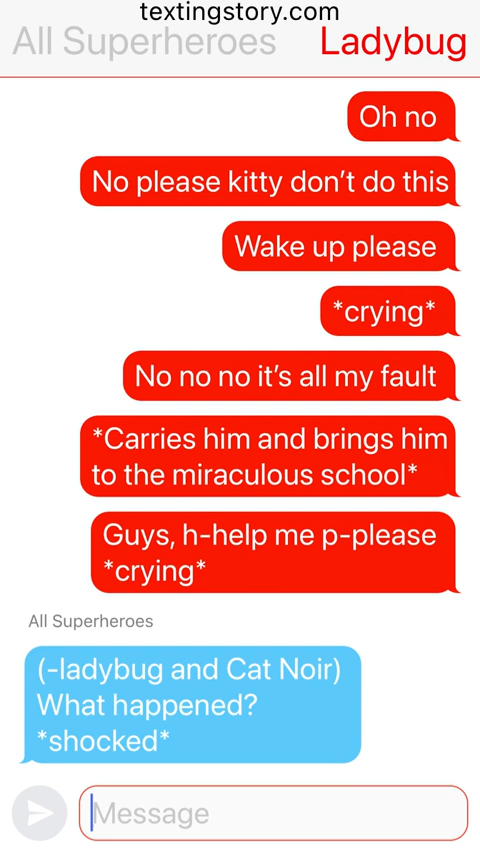 textingstory.com
All Superheroes Ladybug
Oh no
No please kitty don’t do this
Wake up please
*crying*
No no no it’s all my fault
*Carries him and brings him
to the miraculous school*
Guys, h-help me p-please
*crying*
All Superheroes
(-ladybug and Cat Noir)
What happened?
*shocked*
Message